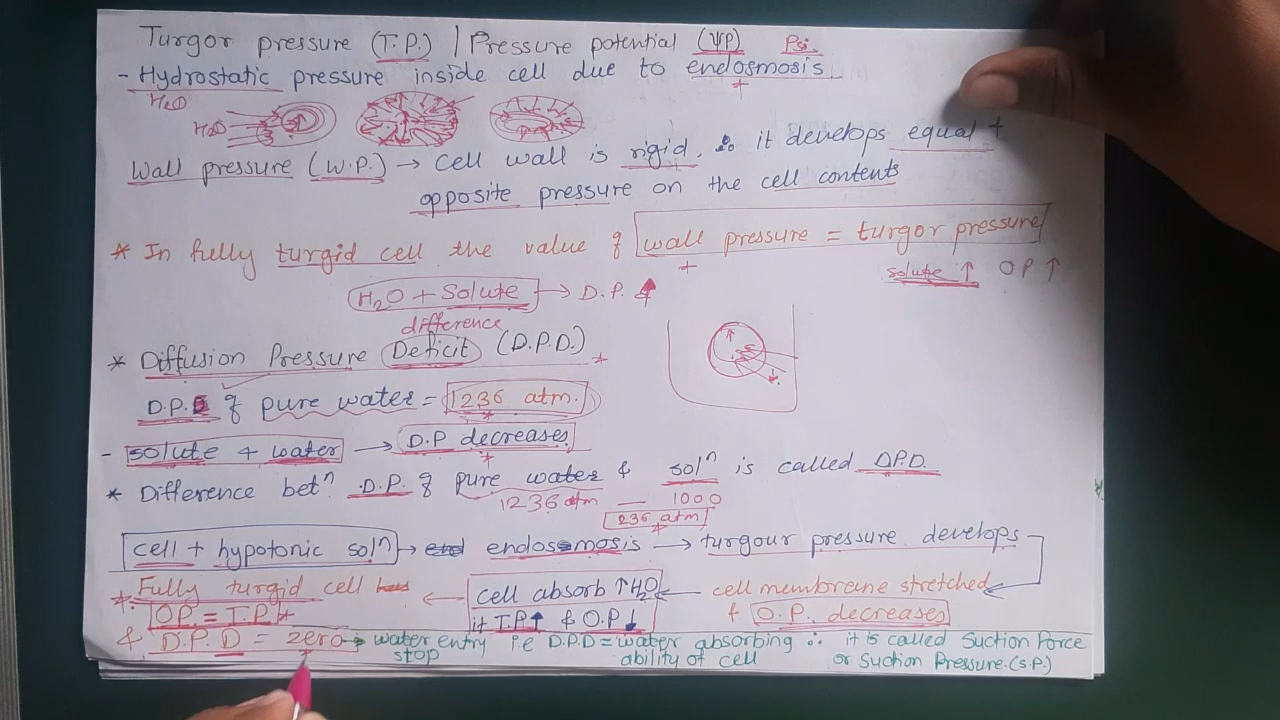 Turgor pressure (T.P.) | Pressure potential (ΨP) Psi
- Hydrostatic pressure inside cell due to endosmosis
H₂O
H₂O
Wall pressure (W.P.) → cell wall is rigid. ∴ it develops equal +
opposite pressure on the cell contents
* In fully turgid cell the value of wall pressure = turgor pressure
solute ↑ OP ↑
H₂O + Solute → D.P.
difference
* Diffusion Pressure Deficit (D.P.D.)
D.P. of pure water = 1236 atm.
- solute + water → D.P decreases
* Difference betⁿ D.P. of pure water & solⁿ is called D.P.D.
1236 atm — 1000
236 atm
cell + hypotonic solⁿ → endosmosis → turgour pressure develops
* Fully turgid cell ← cell absorb ↑ H₂O ← cell membreane stretched
OP = T.P. it T.P.↑ & O.P.↓ & O.P. decreases
& D.P.D = zero → water entry i.e D.P.D = water absorbing ∴ it is called Suction Force
stop ability of cell or Suction Pressure.(S.P.)